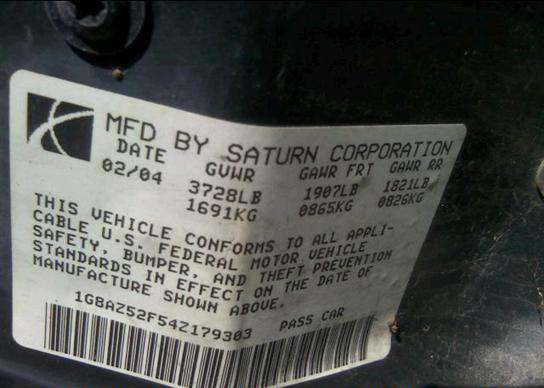 MFD BY SATURN CORPORATION
DATE GVWR GAWR FRT GAWR RR
02/04 3728LB 1907LB 1821LB
1691KG 0865KG 0826KG
THIS VEHICLE CONFORMS TO ALL APPLI-
CABLE U.S. FEDERAL MOTOR VEHICLE
SAFETY, BUMPER, AND THEFT PREVENTION
STANDARDS IN EFFECT ON THE DATE OF
MANUFACTURE SHOWN ABOVE.
1G8AZ52F54Z179303 PASS CAR